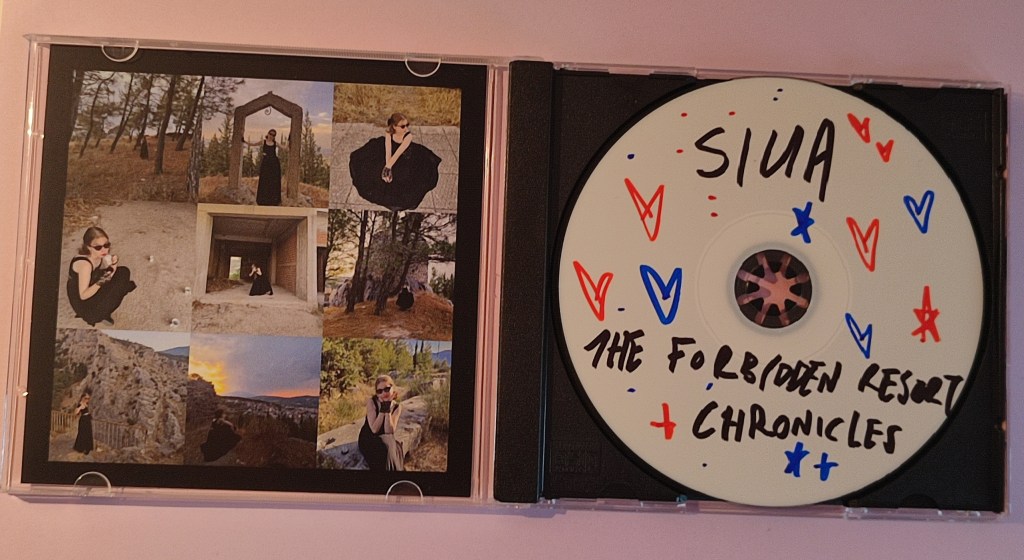 SIUA
THE FORBIDDEN RESORT
CHRONICLES